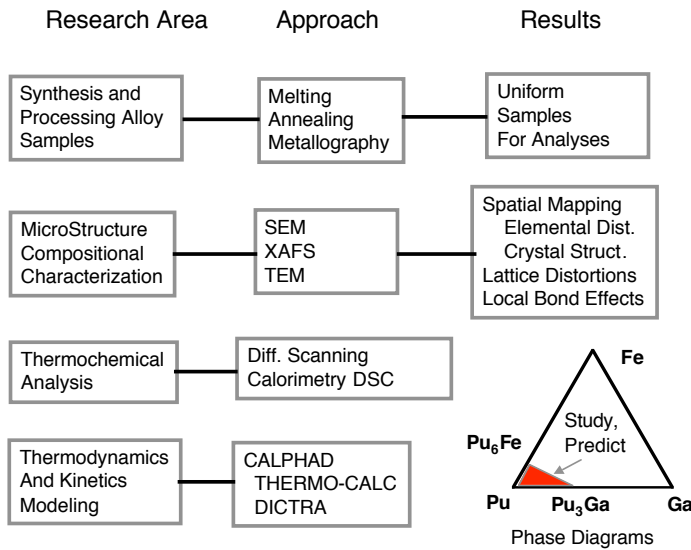 Research Area
Approach
Results
Synthesis and
Processing Alloy
Samples
Melting
Annealing
Metallography
Uniform
Samples
For Analyses
MicroStructure
Compositional
Characterization
SEM
XAFS
TEM
Spatial Mapping
Elemental Dist.
Crystal Struct.
Lattice Distortions
Local Bond Effects
Thermochemical
Analysis
Diff. Scanning
Calorimetry DSC
Thermodynamics
And Kinetics
Modeling
CALPHAD
THERMO-CALC
DICTRA
Fe
Study,
Predict
Pu₆Fe
Pu
Pu₃Ga
Ga
Phase Diagrams